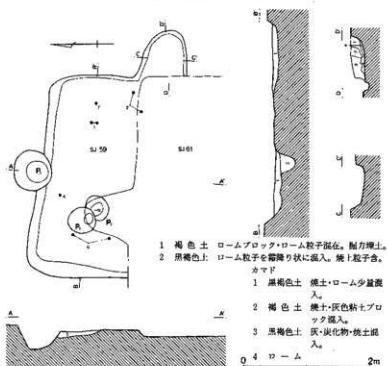 SJ 59
SJ 61
P₁
A
A'
B
B'
C
C'
D
D'
1 褐色土 ロームブロック・ローム粒子混在。掘方埋土。
2 黒褐色土 ローム粒子を霜降り状に混入。焼土粒子含。
カマド
1 黒褐色土 焼土・ローム少量混
入。
2 褐色土 焼土・灰色粘土ブロ
ック混入。
3 黒褐色土 灰・炭化物・焼土混
入。
4 ローム
0 2m